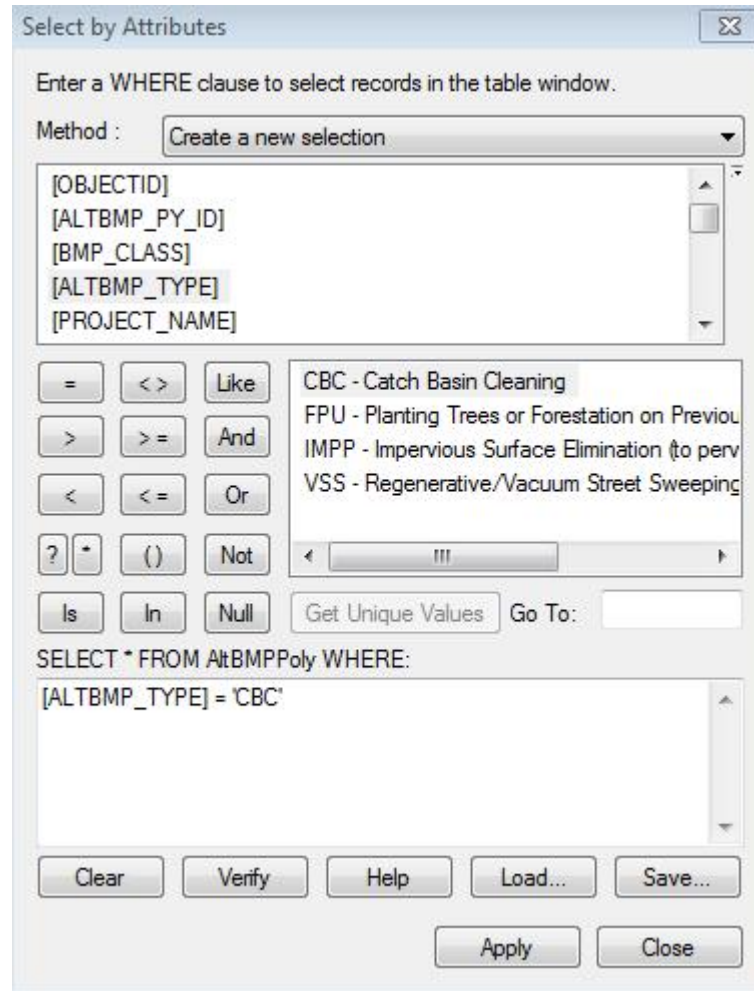 Select by Attributes
Enter a WHERE clause to select records in the table window.
Method : Create a new selection
[OBJECTID]
[ALTBMP_PY_ID]
[BMP_CLASS]
[ALTBMP_TYPE]
[PROJECT_NAME]
= < > Like
> > = And
< < = Or
? * ( ) Not
Is In Null
CBC - Catch Basin Cleaning
FPU - Planting Trees or Forestation on Previou
IMPP - Impervious Surface Elimination (to perv
VSS - Regenerative/Vacuum Street Sweeping
Get Unique Values Go To:
SELECT * FROM AltBMPPoly WHERE:
[ALTBMP_TYPE] = 'CBC'
Clear Verify Help Load... Save...
Apply Close